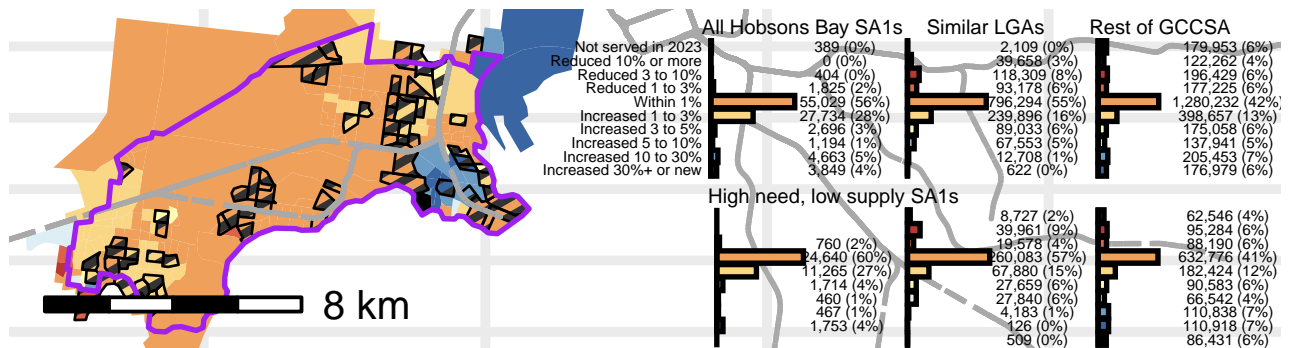 All Hobsons Bay SA1s Similar LGAs Rest of GCCSA
Not served in 2023 389 (0%) 2,109 (0%) 179,953 (6%)
Reduced 10% or more 0 (0%) 39,658 (3%) 122,262 (4%)
Reduced 3 to 10% 404 (0%) 118,309 (8%) 196,429 (6%)
Reduced 1 to 3% 1,825 (2%) 93,178 (6%) 177,225 (6%)
Within 1% 55,029 (56%) 796,294 (55%) 1,280,232 (42%)
Increased 1 to 3% 27,734 (28%) 239,896 (16%) 398,657 (13%)
Increased 3 to 5% 2,696 (3%) 89,033 (6%) 175,058 (6%)
Increased 5 to 10% 1,194 (1%) 67,553 (5%) 137,941 (5%)
Increased 10 to 30% 4,663 (5%) 12,708 (1%) 205,453 (7%)
Increased 30%+ or new 3,849 (4%) 622 (0%) 176,979 (6%)
High need, low supply SA1s
8,727 (2%) 62,546 (4%)
39,961 (9%) 95,284 (6%)
760 (2%) 19,578 (4%) 88,190 (6%)
24,640 (60%) 260,083 (57%) 632,776 (41%)
11,265 (27%) 67,880 (15%) 182,424 (12%)
1,714 (4%) 27,659 (6%) 90,583 (6%)
460 (1%) 27,840 (6%) 66,542 (4%)
467 (1%) 4,183 (1%) 110,838 (7%)
1,753 (4%) 126 (0%) 110,918 (7%)
509 (0%) 86,431 (6%)
8 km